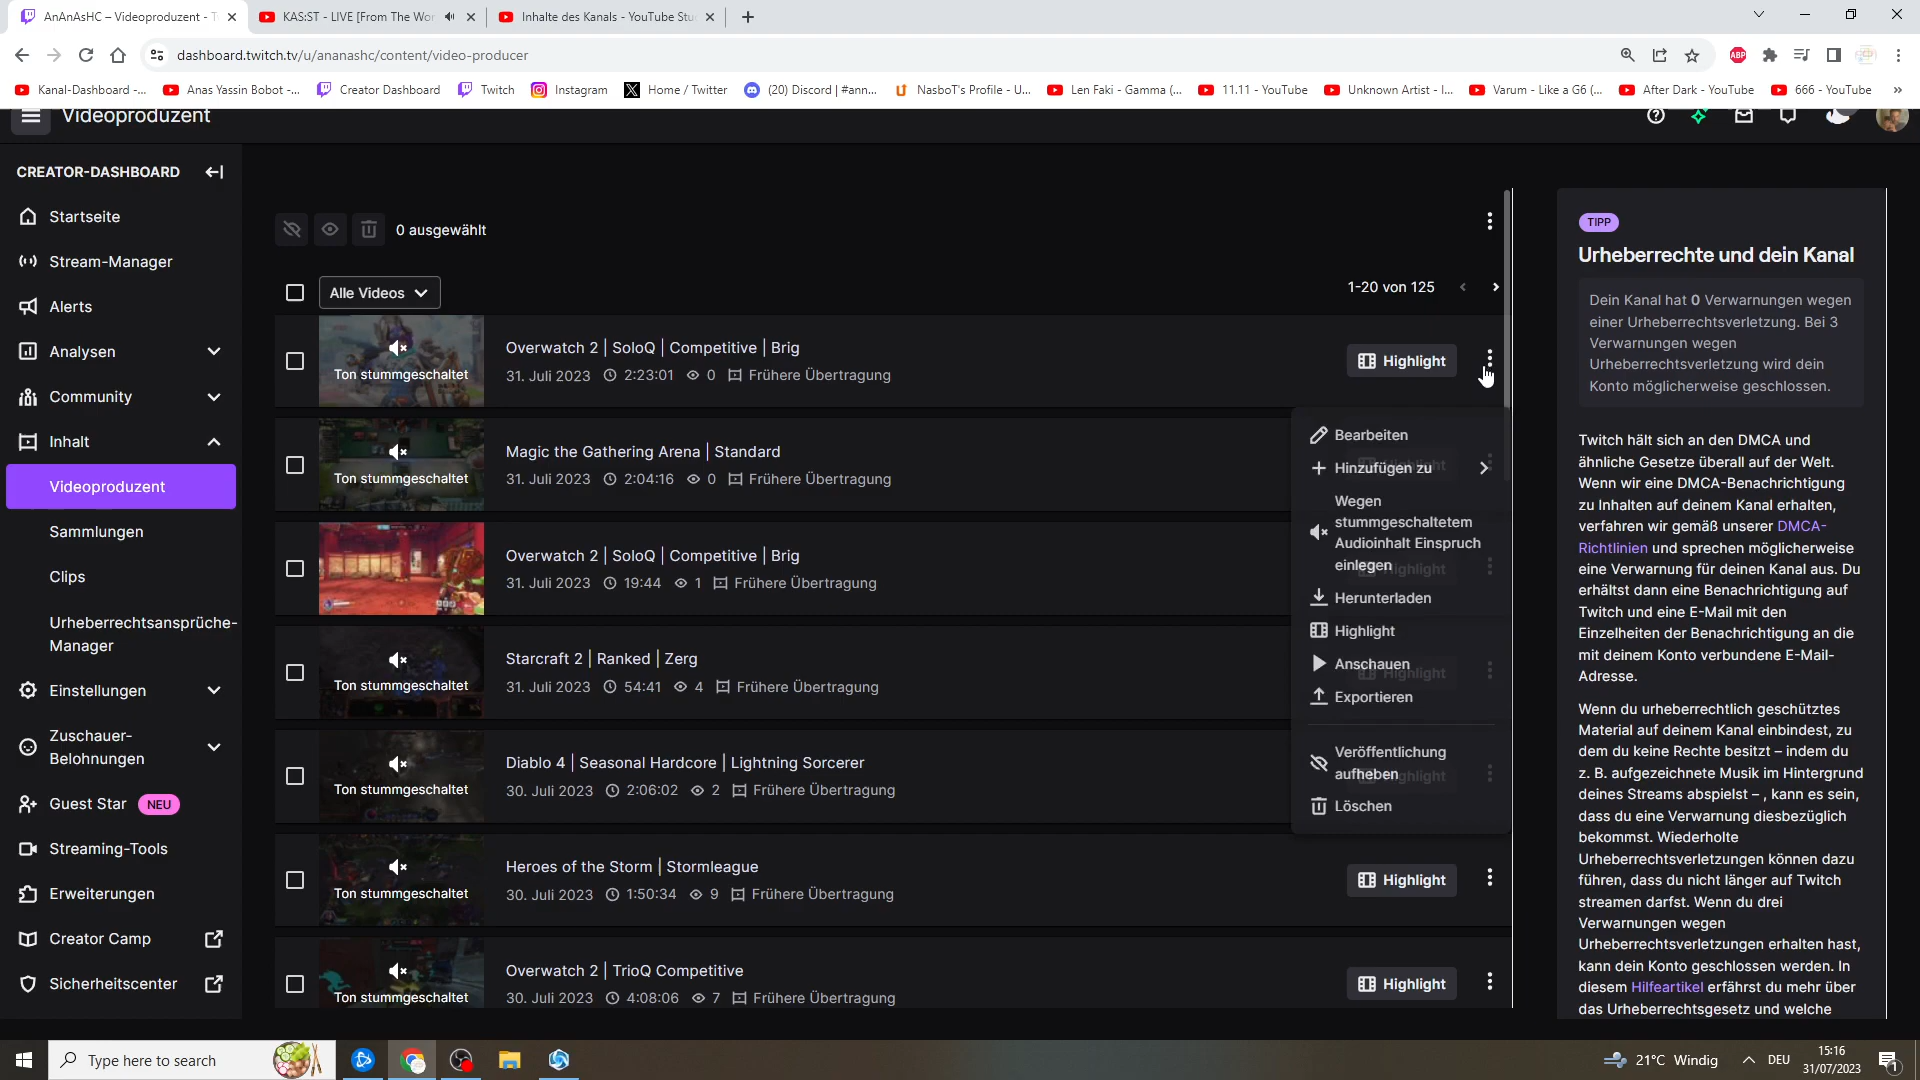 AnAnAsHC – Videoproduzent - T
KAS:ST - LIVE [From The Wor
Inhalte des Kanals - YouTube Stu
dashboard.twitch.tv/u/ananashc/content/video-producer
ABP
Kanal-Dashboard -...
Anas Yassin Bobot -...
Creator Dashboard
Twitch
Instagram
Home / Twitter
(20) Discord | #ann...
NasboT's Profile - U...
Len Faki - Gamma (...
11.11 - YouTube
Unknown Artist - I...
Varum - Like a G6 (...
After Dark - YouTube
666 - YouTube
Videoproduzent
CREATOR-DASHBOARD
Startseite
Stream-Manager
Alerts
Analysen
Community
Inhalt
Videoproduzent
Sammlungen
Clips
Urheberrechtsansprüche-
Manager
Einstellungen
Zuschauer-
Belohnungen
Guest Star NEU
Streaming-Tools
Erweiterungen
Creator Camp
Sicherheitscenter
0 ausgewählt
Alle Videos
1-20 von 125
Ton stummgeschaltet
Overwatch 2 | SoloQ | Competitive | Brig
31. Juli 2023 2:23:01 0 Frühere Übertragung
Highlight
Ton stummgeschaltet
Magic the Gathering Arena | Standard
31. Juli 2023 2:04:16 0 Frühere Übertragung
Overwatch 2 | SoloQ | Competitive | Brig
31. Juli 2023 19:44 1 Frühere Übertragung
Ton stummgeschaltet
Starcraft 2 | Ranked | Zerg
31. Juli 2023 54:41 4 Frühere Übertragung
Ton stummgeschaltet
Diablo 4 | Seasonal Hardcore | Lightning Sorcerer
30. Juli 2023 2:06:02 2 Frühere Übertragung
Ton stummgeschaltet
Heroes of the Storm | Stormleague
30. Juli 2023 1:50:34 9 Frühere Übertragung
Highlight
Ton stummgeschaltet
Overwatch 2 | TrioQ Competitive
30. Juli 2023 4:08:06 7 Frühere Übertragung
Highlight
Bearbeiten
Hinzufügen zu
Wegen
stummgeschaltetem
Audioinhalt Einspruch
einlegen
Herunterladen
Highlight
Anschauen
Exportieren
Veröffentlichung
aufheben
Löschen
TIPP
Urheberrechte und dein Kanal
Dein Kanal hat 0 Verwarnungen wegen
einer Urheberrechtsverletzung. Bei 3
Verwarnungen wegen
Urheberrechtsverletzung wird dein
Konto möglicherweise geschlossen.
Twitch hält sich an den DMCA und
ähnliche Gesetze überall auf der Welt.
Wenn wir eine DMCA-Benachrichtigung
zu Inhalten auf deinem Kanal erhalten,
verfahren wir gemäß unserer DMCA-
Richtlinien und sprechen möglicherweise
eine Verwarnung für deinen Kanal aus. Du
erhältst dann eine Benachrichtigung auf
Twitch und eine E-Mail mit den
Einzelheiten der Benachrichtigung an die
mit deinem Konto verbundene E-Mail-
Adresse.
Wenn du urheberrechtlich geschütztes
Material auf deinem Kanal einbindest, zu
dem du keine Rechte besitzt – indem du
z. B. aufgezeichnete Musik im Hintergrund
deines Streams abspielst – , kann es sein,
dass du eine Verwarnung diesbezüglich
bekommst. Wiederholte
Urheberrechtsverletzungen können dazu
führen, dass du nicht länger auf Twitch
streamen darfst. Wenn du drei
Verwarnungen wegen
Urheberrechtsverletzungen erhalten hast,
kann dein Konto geschlossen werden. In
diesem Hilfeartikel erfährst du mehr über
das Urheberrechtsgesetz und welche
Type here to search
21°C Windig
DEU
15:16
31/07/2023
1